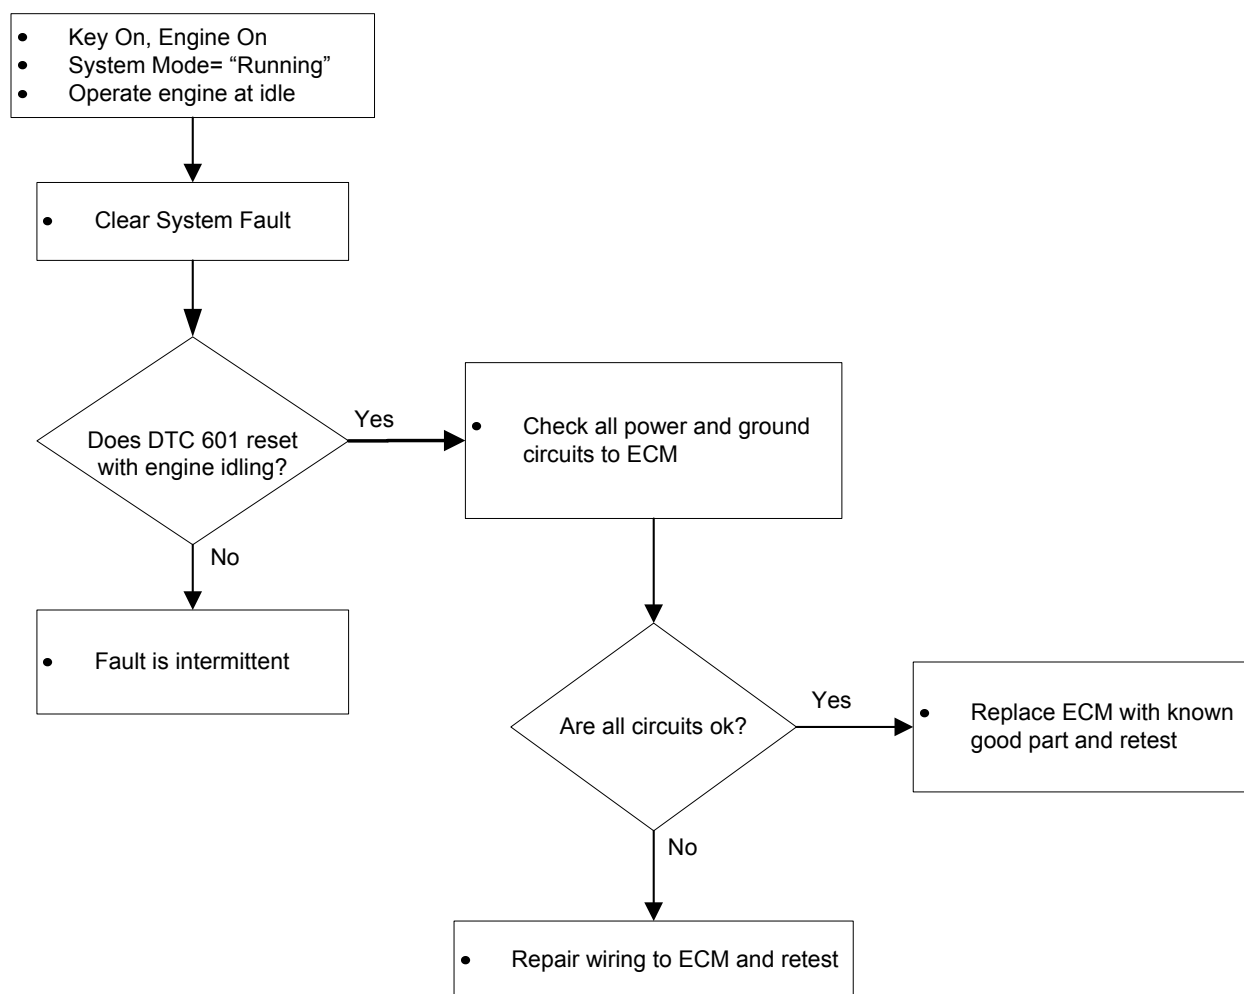 • Key On, Engine On
• System Mode= “Running”
• Operate engine at idle
• Clear System Fault
Does DTC 601 reset
with engine idling?
Yes
• Check all power and ground
circuits to ECM
No
• Fault is intermittent
Are all circuits ok?
Yes
• Replace ECM with known
good part and retest
No
• Repair wiring to ECM and retest